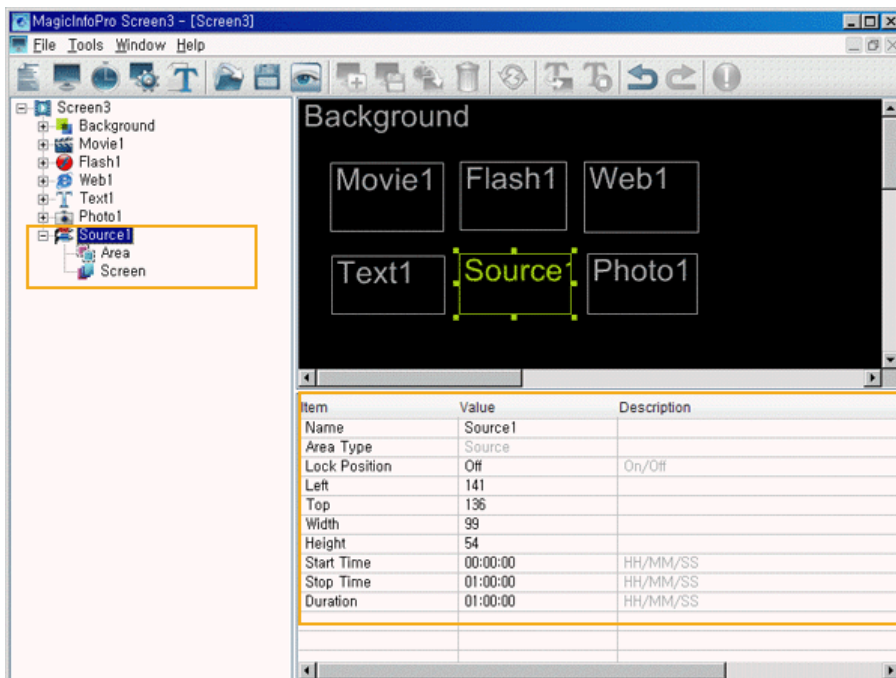 MagicInfoPro Screen3 - [Screen3]
File Tools Window Help
Screen3
Background
Movie1
Flash1
Web1
Text1
Photo1
Source1
Area
Screen
Background
Movie1 Flash1 Web1
Text1 Source1 Photo1
Item Value Description
Name Source1
Area Type Source
Lock Position Off On/Off
Left 141
Top 136
Width 99
Height 54
Start Time 00:00:00 HH/MM/SS
Stop Time 01:00:00 HH/MM/SS
Duration 01:00:00 HH/MM/SS